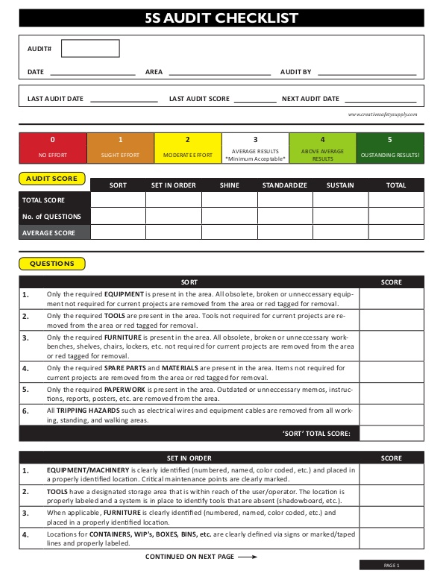 5S AUDIT CHECKLIST
AUDIT#
DATE AREA AUDIT BY
LAST AUDIT DATE LAST AUDIT SCORE NEXT AUDIT DATE
www.creativesafetysupply.com
0 1 2 3 4 5
NO EFFORT SLIGHT EFFORT MODERATE EFFORT AVERAGE RESULTS ABOVE AVERAGE OUSTANDING RESULTS!
*Minimum Acceptable* RESULTS
AUDIT SCORE
SORT SET IN ORDER SHINE STANDARDIZE SUSTAIN TOTAL
TOTAL SCORE
No. of QUESTIONS
AVERAGE SCORE
QUESTIONS
SORT SCORE
1. Only the required EQUIPMENT is present in the area. All obsolete, broken or unneccessary equip-
ment not required for current projects are removed from the area or red tagged for removal.
2. Only the required TOOLS are present in the area. Tools not required for current projects are re-
moved from the area or red tagged for removal.
3. Only the required FURNITURE is present in the area. All obsolete, broken or unneccessary work-
benches, shelves, chairs, lockers, etc. not required for current projects are removed from the area
or red tagged for removal.
4. Only the required SPARE PARTS and MATERIALS are present in the area. Items not required for
current projects are removed from the area or red tagged for removal.
5. Only the required PAPERWORK is present in the area. Outdated or unneccessary memos, instruc-
tions, reports, posters, etc. are removed from the area.
6. All TRIPPING HAZARDS such as electrical wires and equipment cables are removed from all work-
ing, standing, and walking areas.
'SORT' TOTAL SCORE:
SET IN ORDER SCORE
1. EQUIPMENT/MACHINERY is clearly identified (numbered, named, color coded, etc.) and placed in
a properly identified location. Critical maintenance points are clearly marked.
2. TOOLS have a designated storage area that is within reach of the user/operator. The location is
properly labeled and a system is in place to identify tools that are absent (shadowboard, etc.).
3. When applicable, FURNITURE is clearly identified (numbered, named, color coded, etc.) and
placed in a properly identified location.
4. Locations for CONTAINERS, WIP's, BOXES, BINS, etc. are clearly defined via signs or marked/taped
lines and properly labeled.
CONTINUED ON NEXT PAGE
PAGE 1